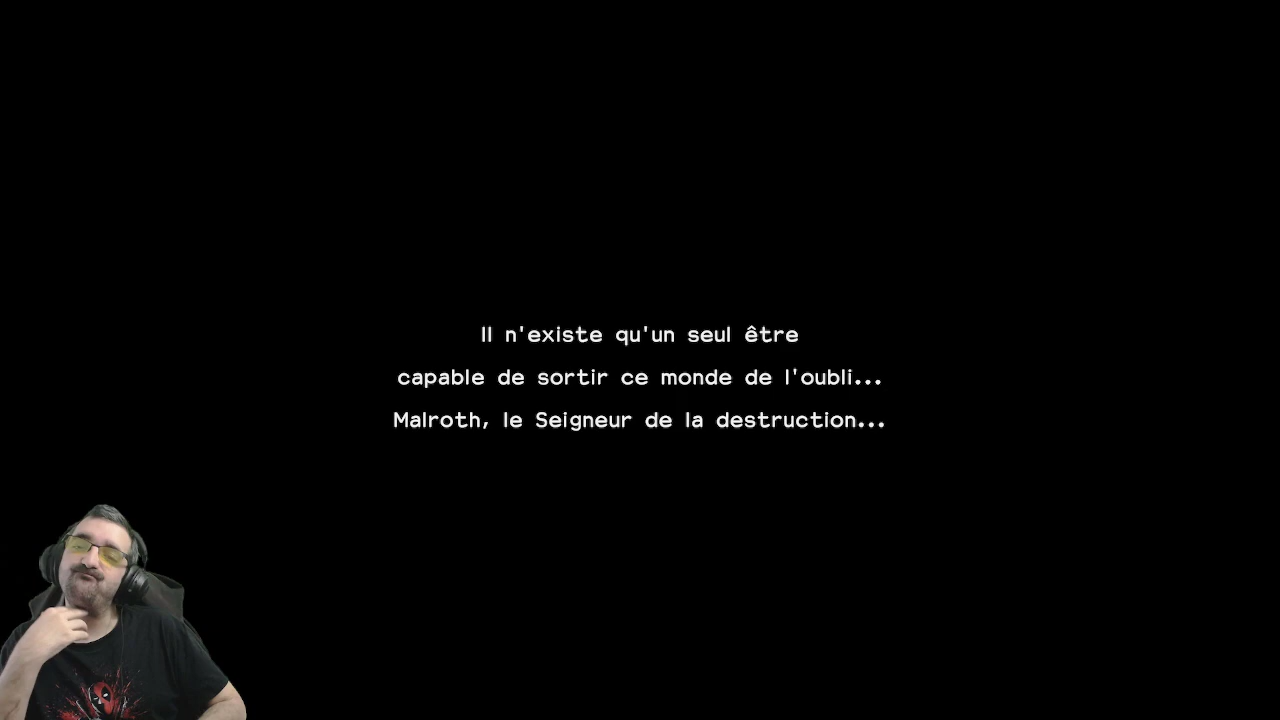 Il n'existe qu'un seul être
capable de sortir ce monde de l'oubli...
Malroth, le Seigneur de la destruction...